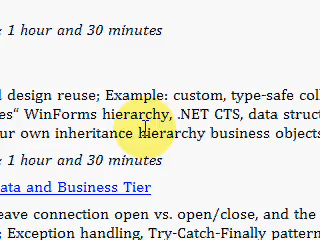 : 1 hour and 30 minutes
design reuse; Example: custom, type-safe col
es“ WinForms hierarchy, .NET CTS, data struct
ur own inheritance hierarchy business objects
: 1 hour and 30 minutes
ata and Business Tier
eave connection open vs. open/close, and the
; Exception handling, Try-Catch-Finally pattern